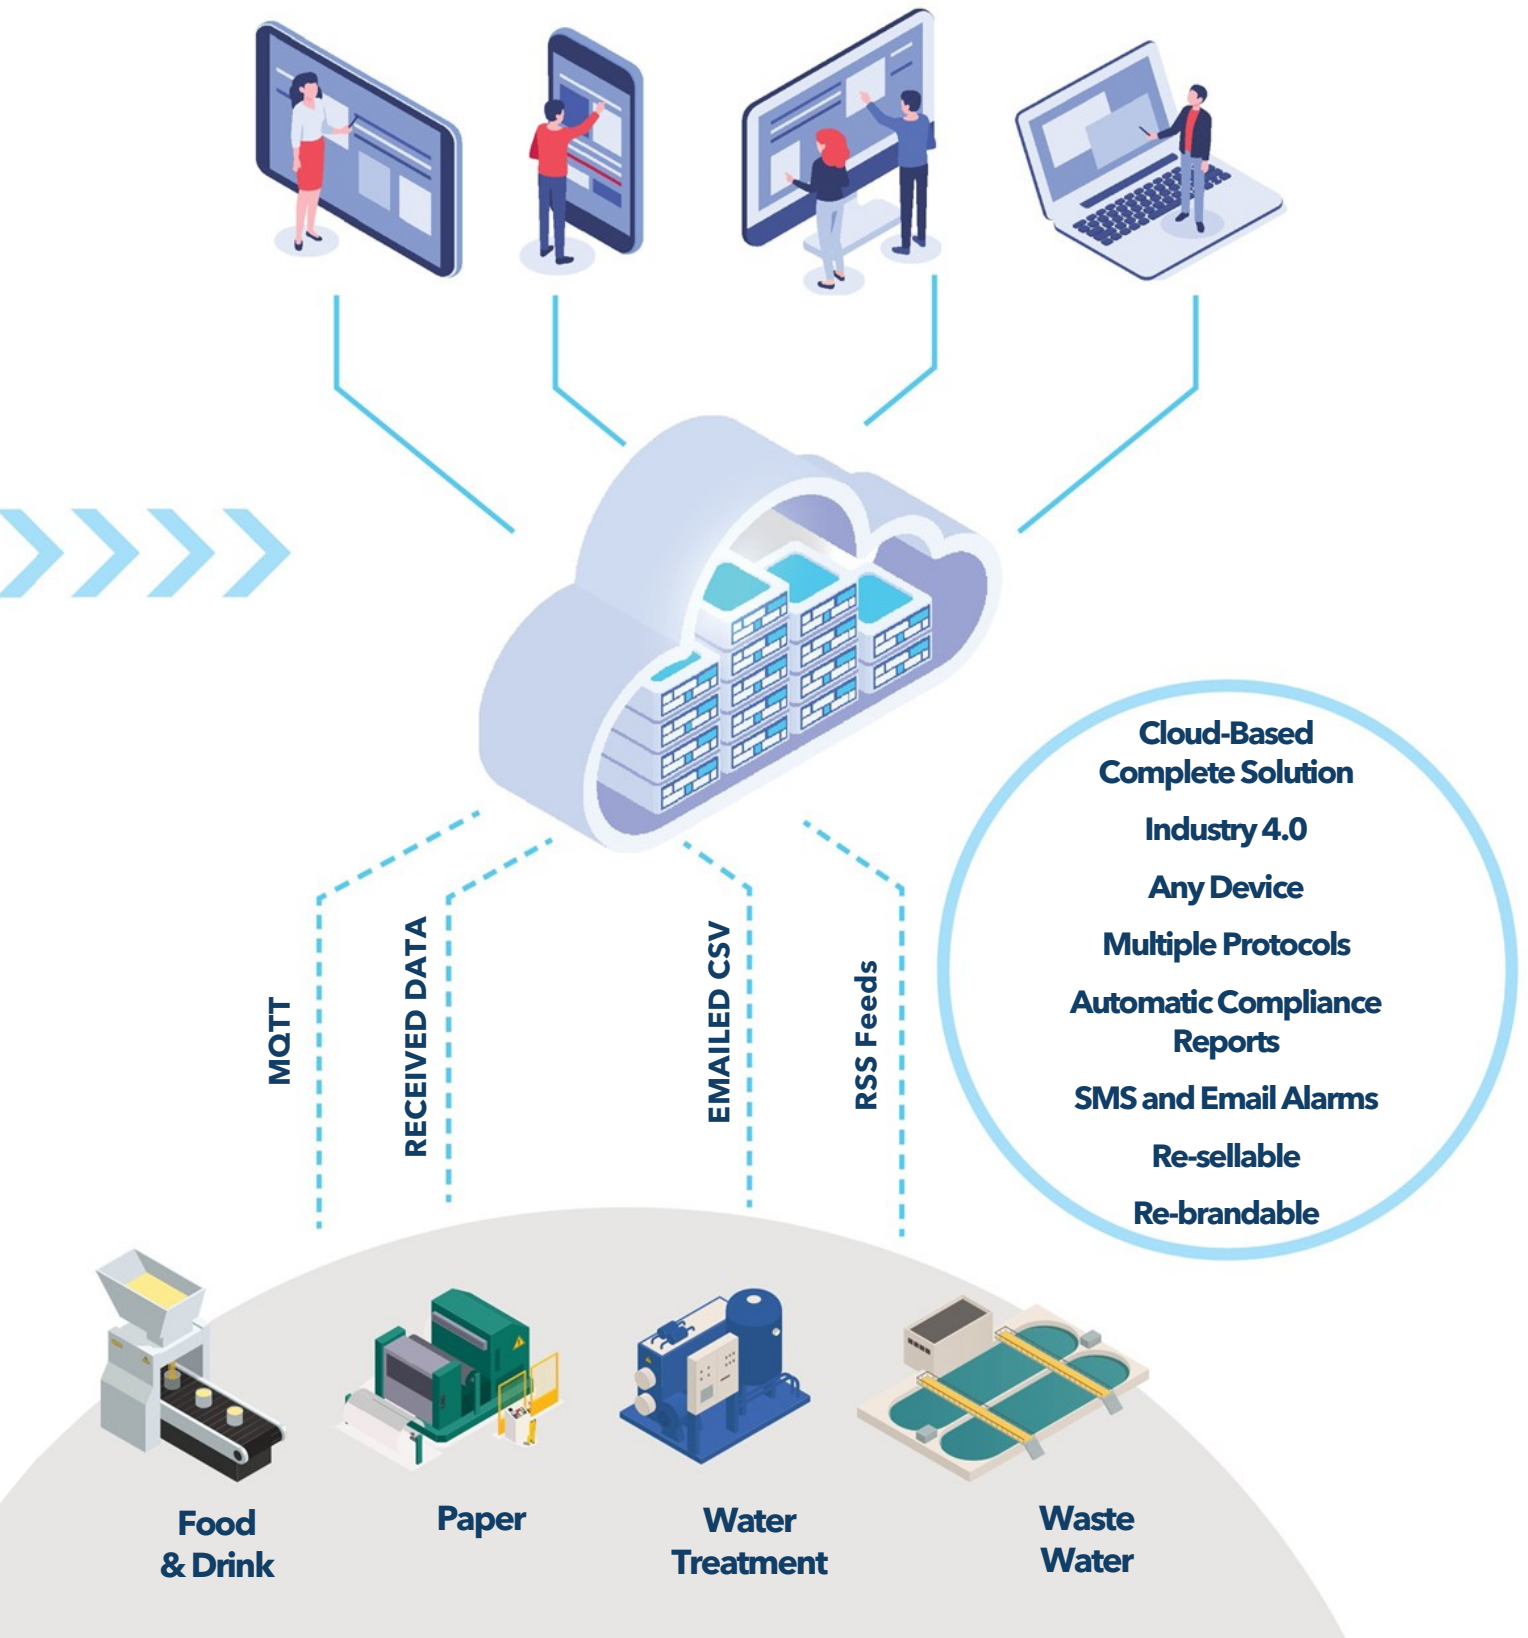 Cloud-Based
Complete Solution
Industry 4.0
Any Device
Multiple Protocols
Automatic Compliance
Reports
SMS and Email Alarms
Re-sellable
Re-brandable
MQTT
RECEIVED DATA
EMAILED CSV
RSS Feeds
Food
& Drink
Paper
Water
Treatment
Waste
Water